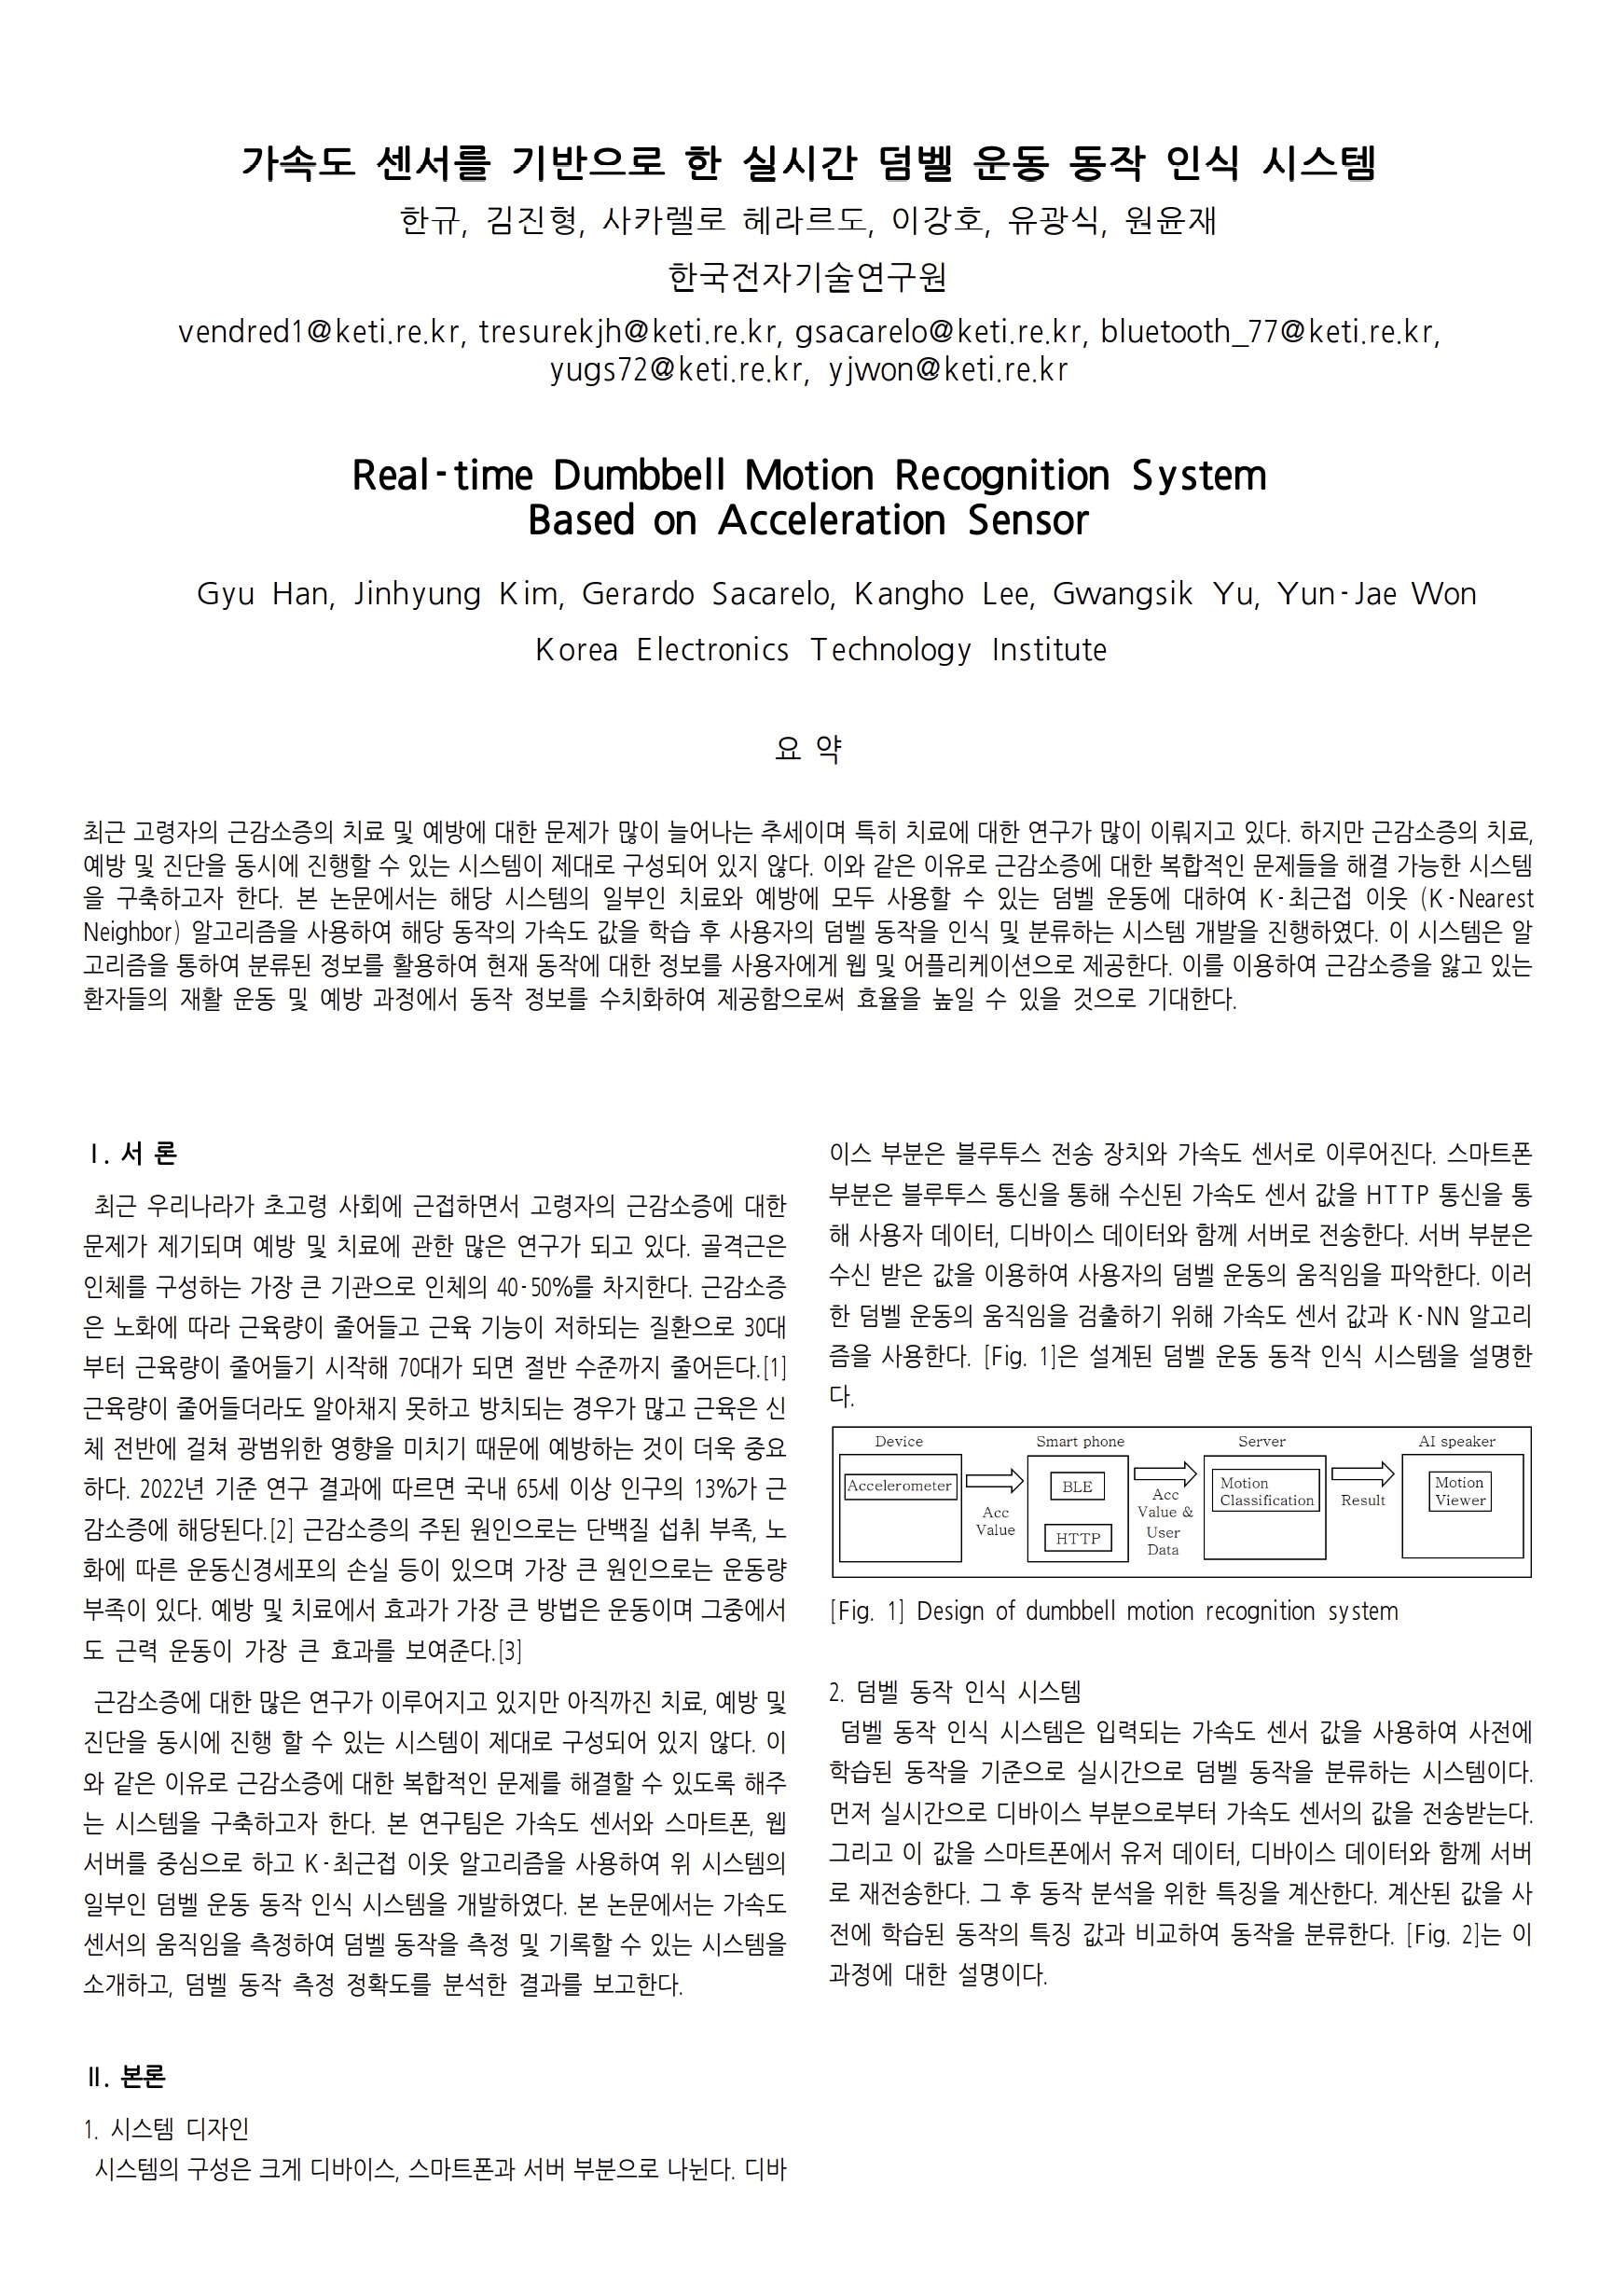 가속도 센서를 기반으로 한 실시간 덤벨 운동 동작 인식 시스템
한규, 김진형, 사카렐로 헤라르도, 이강호, 유광식, 원윤재
한국전자기술연구원
vendred1@keti.re.kr, tresurekjh@keti.re.kr, gsacarelo@keti.re.kr, bluetooth_77@keti.re.kr,
yugs72@keti.re.kr, yjwon@keti.re.kr
Real-time Dumbbell Motion Recognition System
Based on Acceleration Sensor
Gyu Han, Jinhyung Kim, Gerardo Sacarelo, Kangho Lee, Gwangsik Yu, Yun-Jae Won
Korea Electronics Technology Institute
요 약
최근 고령자의 근감소증의 치료 및 예방에 대한 문제가 많이 늘어나는 추세이며 특히 치료에 대한 연구가 많이 이뤄지고 있다. 하지만 근감소증의 치료,
예방 및 진단을 동시에 진행할 수 있는 시스템이 제대로 구성되어 있지 않다. 이와 같은 이유로 근감소증에 대한 복합적인 문제들을 해결 가능한 시스템
을 구축하고자 한다. 본 논문에서는 해당 시스템의 일부인 치료와 예방에 모두 사용할 수 있는 덤벨 운동에 대하여 K-최근접 이웃 (K-Nearest
Neighbor) 알고리즘을 사용하여 해당 동작의 가속도 값을 학습 후 사용자의 덤벨 동작을 인식 및 분류하는 시스템 개발을 진행하였다. 이 시스템은 알
고리즘을 통하여 분류된 정보를 활용하여 현재 동작에 대한 정보를 사용자에게 웹 및 어플리케이션으로 제공한다. 이를 이용하여 근감소증을 앓고 있는
환자들의 재활 운동 및 예방 과정에서 동작 정보를 수치화하여 제공함으로써 효율을 높일 수 있을 것으로 기대한다.
Ⅰ. 서 론
최근 우리나라가 초고령 사회에 근접하면서 고령자의 근감소증에 대한
문제가 제기되며 예방 및 치료에 관한 많은 연구가 되고 있다. 골격근은
인체를 구성하는 가장 큰 기관으로 인체의 40-50%를 차지한다. 근감소증
은 노화에 따라 근육량이 줄어들고 근육 기능이 저하되는 질환으로 30대
부터 근육량이 줄어들기 시작해 70대가 되면 절반 수준까지 줄어든다.[1]
근육량이 줄어들더라도 알아채지 못하고 방치되는 경우가 많고 근육은 신
체 전반에 걸쳐 광범위한 영향을 미치기 때문에 예방하는 것이 더욱 중요
하다. 2022년 기준 연구 결과에 따르면 국내 65세 이상 인구의 13%가 근
감소증에 해당된다.[2] 근감소증의 주된 원인으로는 단백질 섭취 부족, 노
화에 따른 운동신경세포의 손실 등이 있으며 가장 큰 원인으로는 운동량
부족이 있다. 예방 및 치료에서 효과가 가장 큰 방법은 운동이며 그중에서
도 근력 운동이 가장 큰 효과를 보여준다.[3]
근감소증에 대한 많은 연구가 이루어지고 있지만 아직까진 치료, 예방 및
진단을 동시에 진행 할 수 있는 시스템이 제대로 구성되어 있지 않다. 이
와 같은 이유로 근감소증에 대한 복합적인 문제를 해결할 수 있도록 해주
는 시스템을 구축하고자 한다. 본 연구팀은 가속도 센서와 스마트폰, 웹
서버를 중심으로 하고 K-최근접 이웃 알고리즘을 사용하여 위 시스템의
일부인 덤벨 운동 동작 인식 시스템을 개발하였다. 본 논문에서는 가속도
센서의 움직임을 측정하여 덤벨 동작을 측정 및 기록할 수 있는 시스템을
소개하고, 덤벨 동작 측정 정확도를 분석한 결과를 보고한다.
Ⅱ. 본론
1. 시스템 디자인
시스템의 구성은 크게 디바이스, 스마트폰과 서버 부분으로 나뉜다. 디바
이스 부분은 블루투스 전송 장치와 가속도 센서로 이루어진다. 스마트폰
부분은 블루투스 통신을 통해 수신된 가속도 센서 값을 HTTP 통신을 통
해 사용자 데이터, 디바이스 데이터와 함께 서버로 전송한다. 서버 부분은
수신 받은 값을 이용하여 사용자의 덤벨 운동의 움직임을 파악한다. 이러
한 덤벨 운동의 움직임을 검출하기 위해 가속도 센서 값과 K-NN 알고리
즘을 사용한다. [Fig. 1]은 설계된 덤벨 운동 동작 인식 시스템을 설명한
다.
Device
Accelerometer
Acc
Value
Smart phone
BLE
HTTP
Acc
Value &
User
Data
Server
Motion
Classification
Result
AI speaker
Motion
Viewer
[Fig. 1] Design of dumbbell motion recognition system
2. 덤벨 동작 인식 시스템
덤벨 동작 인식 시스템은 입력되는 가속도 센서 값을 사용하여 사전에
학습된 동작을 기준으로 실시간으로 덤벨 동작을 분류하는 시스템이다.
먼저 실시간으로 디바이스 부분으로부터 가속도 센서의 값을 전송받는다.
그리고 이 값을 스마트폰에서 유저 데이터, 디바이스 데이터와 함께 서버
로 재전송한다. 그 후 동작 분석을 위한 특징을 계산한다. 계산된 값을 사
전에 학습된 동작의 특징 값과 비교하여 동작을 분류한다. [Fig. 2]는 이
과정에 대한 설명이다.